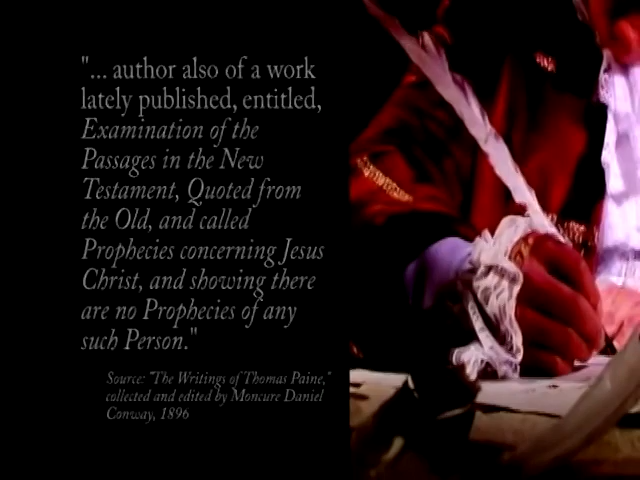 "... author also of a work
lately published, entitled,
Examination of the
Passages in the New
Testament, Quoted from
the Old, and called
Prophecies concerning Jesus
Christ, and showing there
are no Prophecies of any
such Person."
Source: "The Writings of Thomas Paine,"
collected and edited by Moncure Daniel
Conway, 1896